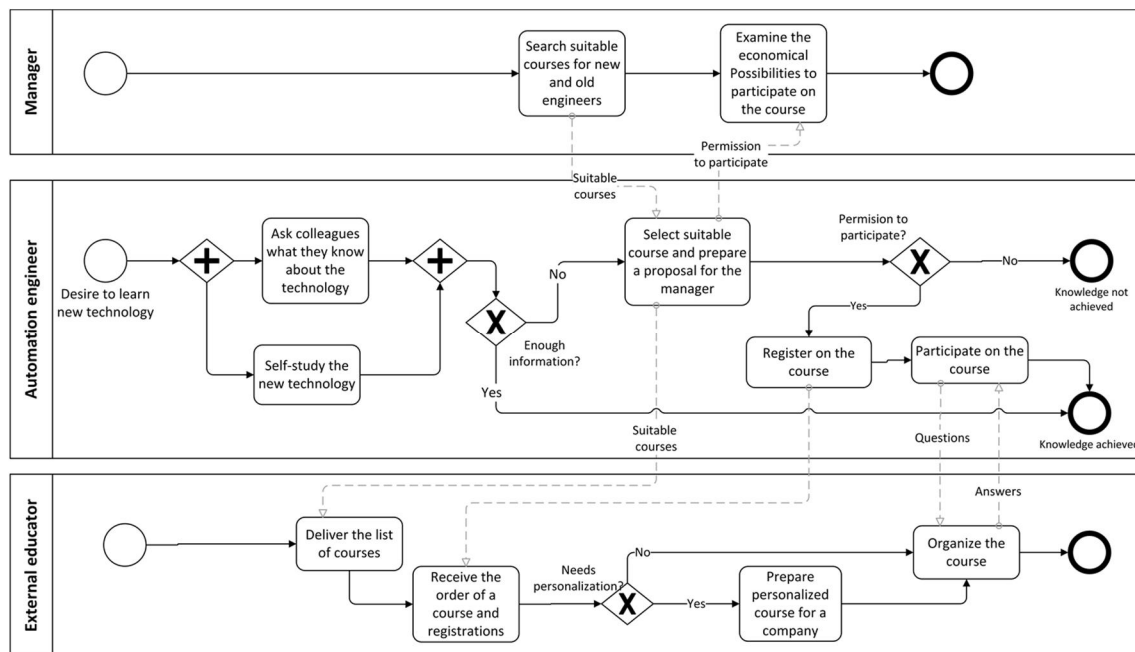 Manager
Search suitable
courses for new
and old
engineers
Examine the
economical
Possibilities to
participate on
the course
Permission
to participate
Suitable
courses
Automation engineer
Desire to learn
new technology
Ask colleagues
what they know
about the
technology
Self-study the
new technology
Enough
information?
No
Yes
Select suitable
course and prepare
a proposal for the
manager
Permision to
participate?
No
Knowledge not
achieved
Yes
Register on the
course
Participate on the
course
Knowledge achieved
Suitable
courses
Questions
Answers
External educator
Deliver the list
of courses
Receive the
order of a
course and
registrations
Needs
personalization?
No
Yes
Prepare
personalized
course for a
company
Organize the
course